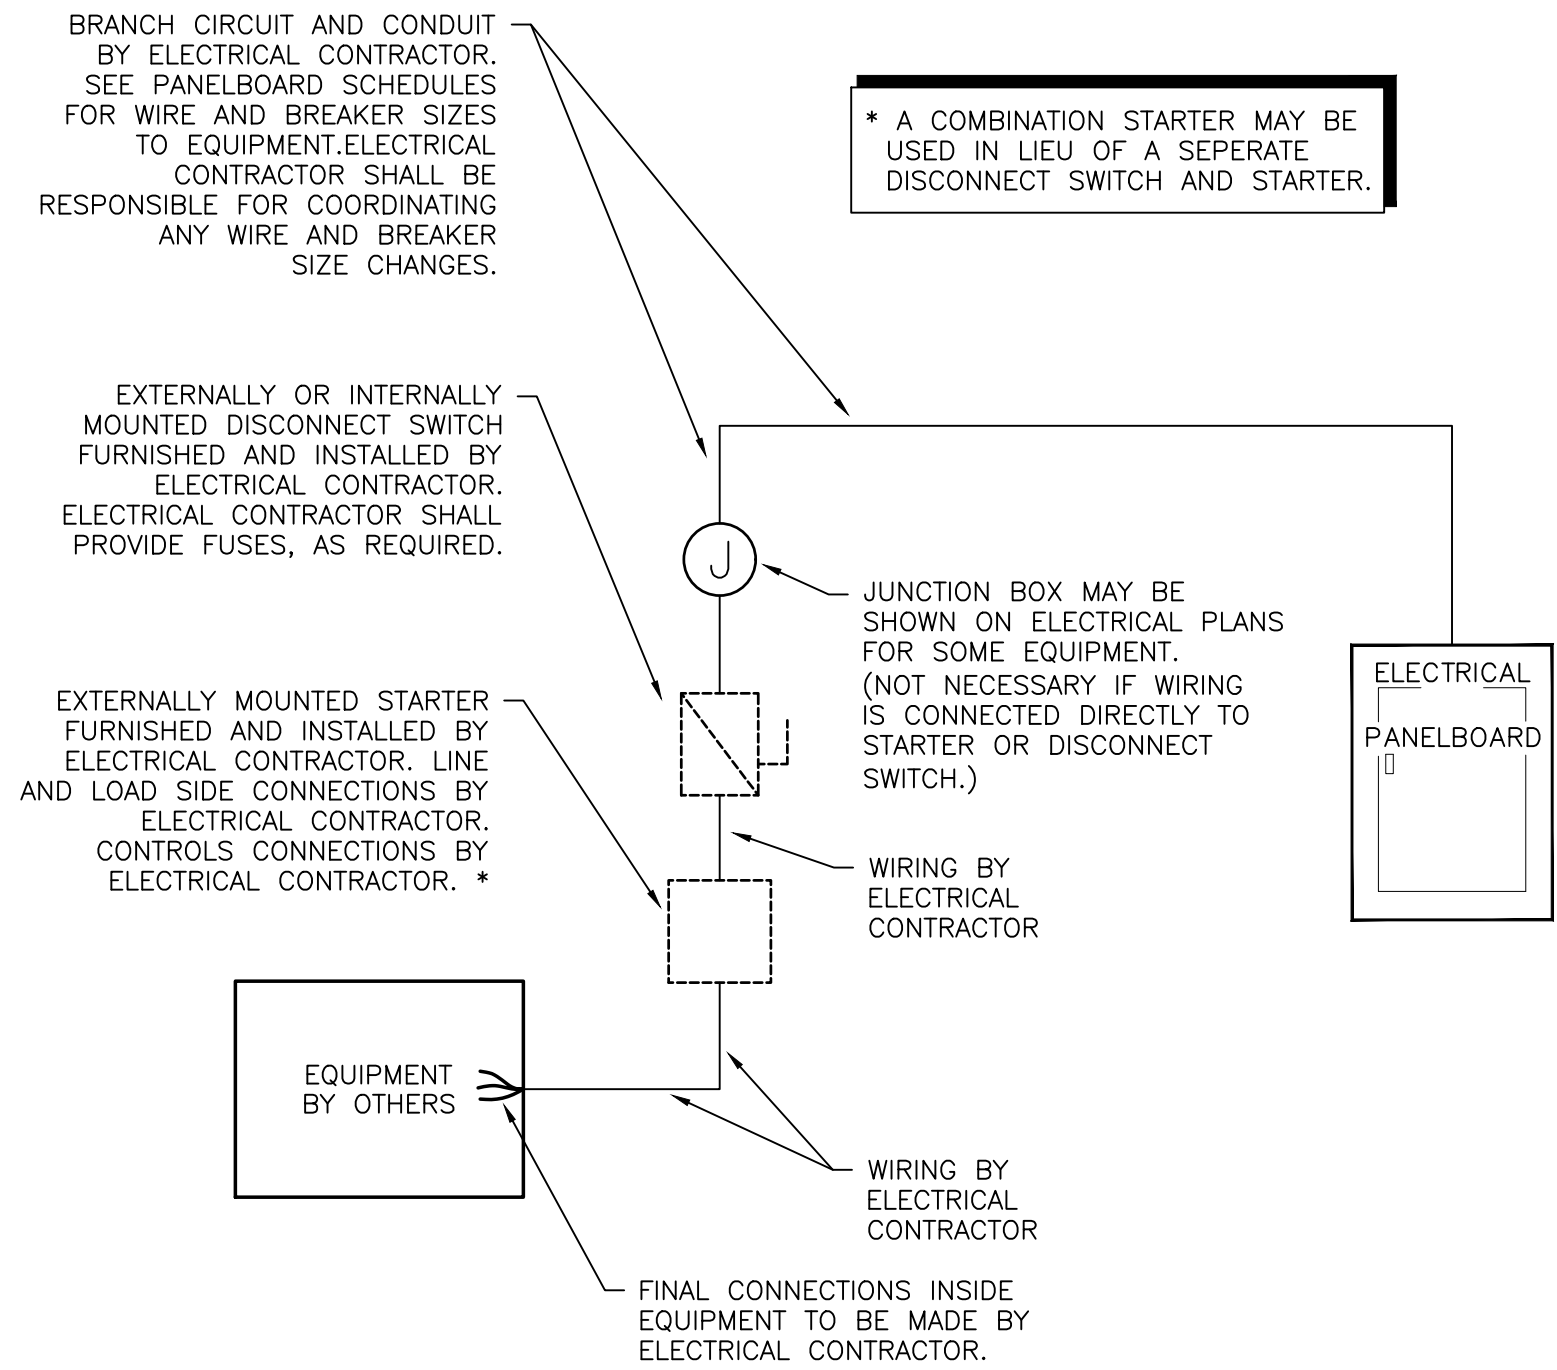 BRANCH CIRCUIT AND CONDUIT
BY ELECTRICAL CONTRACTOR.
SEE PANELBOARD SCHEDULES
FOR WIRE AND BREAKER SIZES
TO EQUIPMENT.ELECTRICAL
CONTRACTOR SHALL BE
RESPONSIBLE FOR COORDINATING
ANY WIRE AND BREAKER
SIZE CHANGES.
* A COMBINATION STARTER MAY BE
USED IN LIEU OF A SEPERATE
DISCONNECT SWITCH AND STARTER.
EXTERNALLY OR INTERNALLY
MOUNTED DISCONNECT SWITCH
FURNISHED AND INSTALLED BY
ELECTRICAL CONTRACTOR.
ELECTRICAL CONTRACTOR SHALL
PROVIDE FUSES, AS REQUIRED.
J
JUNCTION BOX MAY BE
SHOWN ON ELECTRICAL PLANS
FOR SOME EQUIPMENT.
(NOT NECESSARY IF WIRING
IS CONNECTED DIRECTLY TO
STARTER OR DISCONNECT
SWITCH.)
ELECTRICAL
PANELBOARD
EXTERNALLY MOUNTED STARTER
FURNISHED AND INSTALLED BY
ELECTRICAL CONTRACTOR. LINE
AND LOAD SIDE CONNECTIONS BY
ELECTRICAL CONTRACTOR.
CONTROLS CONNECTIONS BY
ELECTRICAL CONTRACTOR. *
WIRING BY
ELECTRICAL
CONTRACTOR
EQUIPMENT
BY OTHERS
WIRING BY
ELECTRICAL
CONTRACTOR
FINAL CONNECTIONS INSIDE
EQUIPMENT TO BE MADE BY
ELECTRICAL CONTRACTOR.